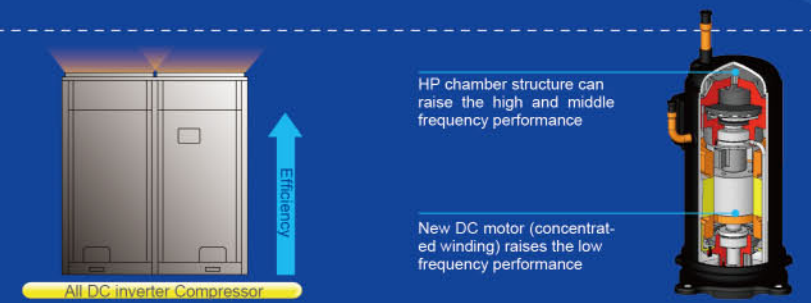 HP chamber structure can
raise the high and middle
frequency performance
Efficiency
New DC motor (concentrat-
ed winding) raises the low
frequency performance
All DC inverter Compressor